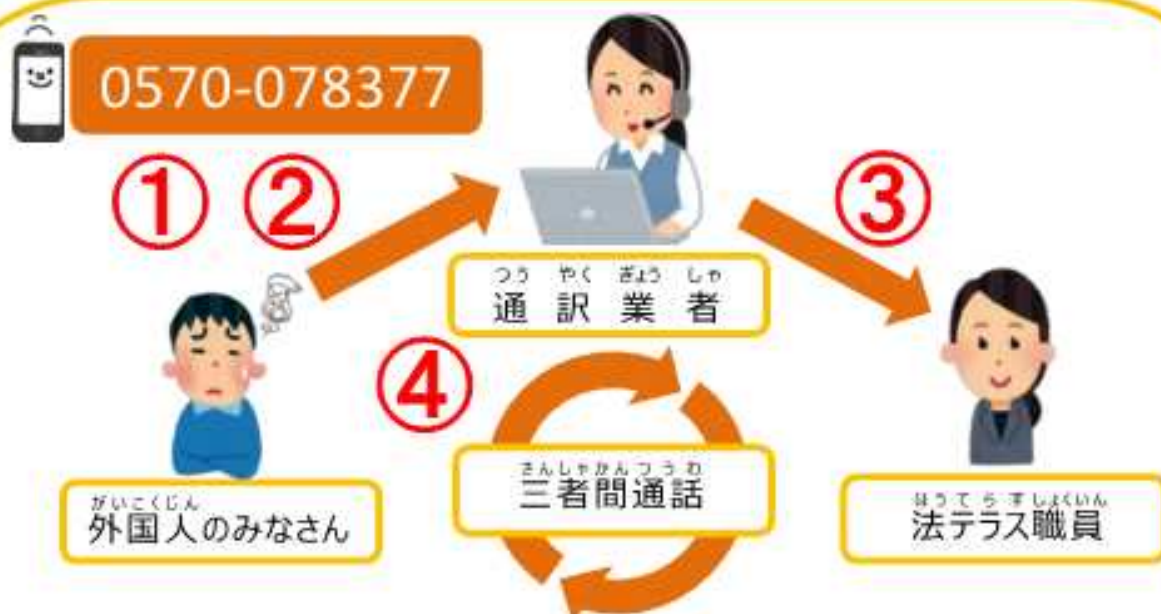 0570-078377
① ②
③
つう やく ぎょう しゃ
通 訳 業 者
④
さんしゃかんつうわ
三者間通話
がいこくじん
外国人のみなさん
ほうてらすしょくいん
法テラス職員